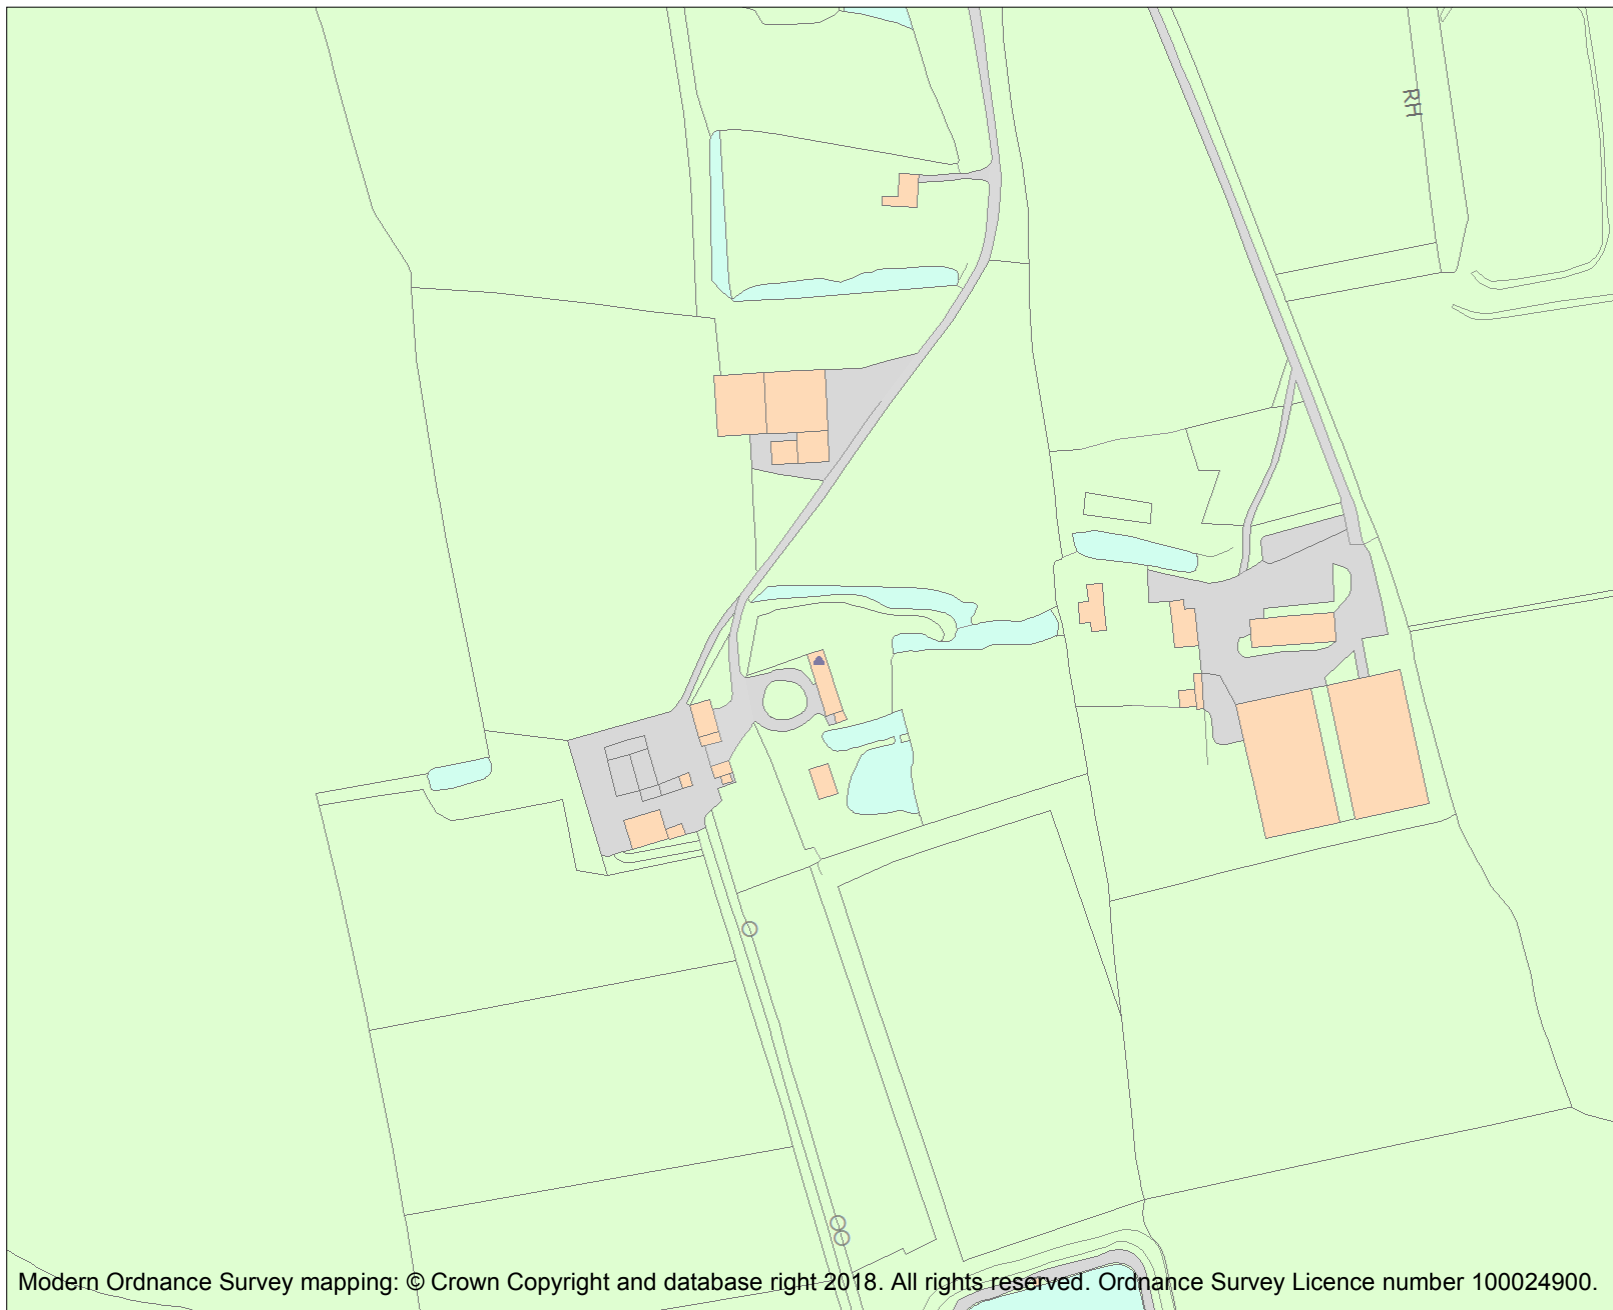 RH
Modern Ordnance Survey mapping: © Crown Copyright and database right 2018. All rights reserved. Ordnance Survey Licence number 100024900.